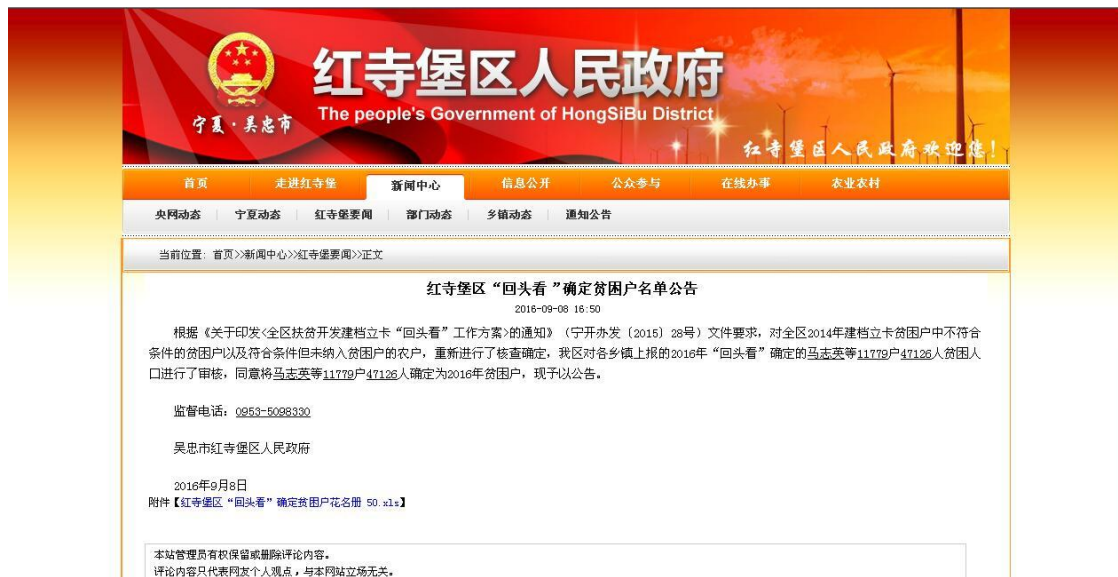 红寺堡区人民政府
The people's Government of HongSiBu District
宁夏·吴忠市
红寺堡区人民政府欢迎您！
首页 走进红寺堡 新闻中心 信息公开 公众参与 在线办事 农业农村
央网动态 宁夏动态 红寺堡要闻 部门动态 乡镇动态 通知公告
当前位置：首页>>新闻中心>>红寺堡要闻>>正文
红寺堡区“回头看”确定贫困户名单公告
2016-09-08 16:50
根据《关于印发<全区扶贫开发建档立卡“回头看”工作方案>的通知》（宁开办发〔2015〕28号）文件要求，对全区2014年建档立卡贫困户中不符合
条件的贫困户以及符合条件但未纳入贫困户的农户，重新进行了核查确定，我区对各乡镇上报的2016年“回头看”确定的马志英等11779户47126人贫困人
口进行了审核，同意将马志英等11779户47126人确定为2016年贫困户，现予以公告。
监督电话：0953-5098330
吴忠市红寺堡区人民政府
2016年9月8日
附件【红寺堡区“回头看”确定贫困户花名册 50.xls】
本站管理员有权保留或删除评论内容。
评论内容只代表网友个人观点，与本网站立场无关。